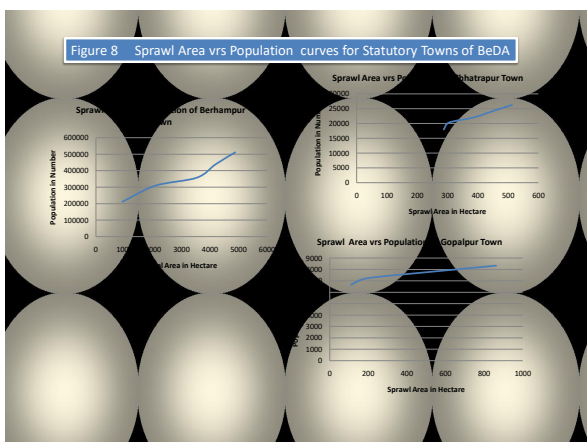 Figure 8 Sprawl Area vrs Population curves for Statutory Towns of BeDA
Sprawl of Berhampur
Population in Number
600000
500000
400000
300000
200000
100000
0
0 1000 2000 3000 4000 5000 6000
Area in Hectare
Sprawl Area vrs Town
Population in Number
30000
25000
20000
15000
10000
5000
0
0 100 200 300 400 500 600
Sprawl Area in Hectare
Sprawl Area vrs Population Gopalpur Town
9000
4000
3000
2000
1000
0
0 200 400 600 800 1000
Sprawl Area in Hectare